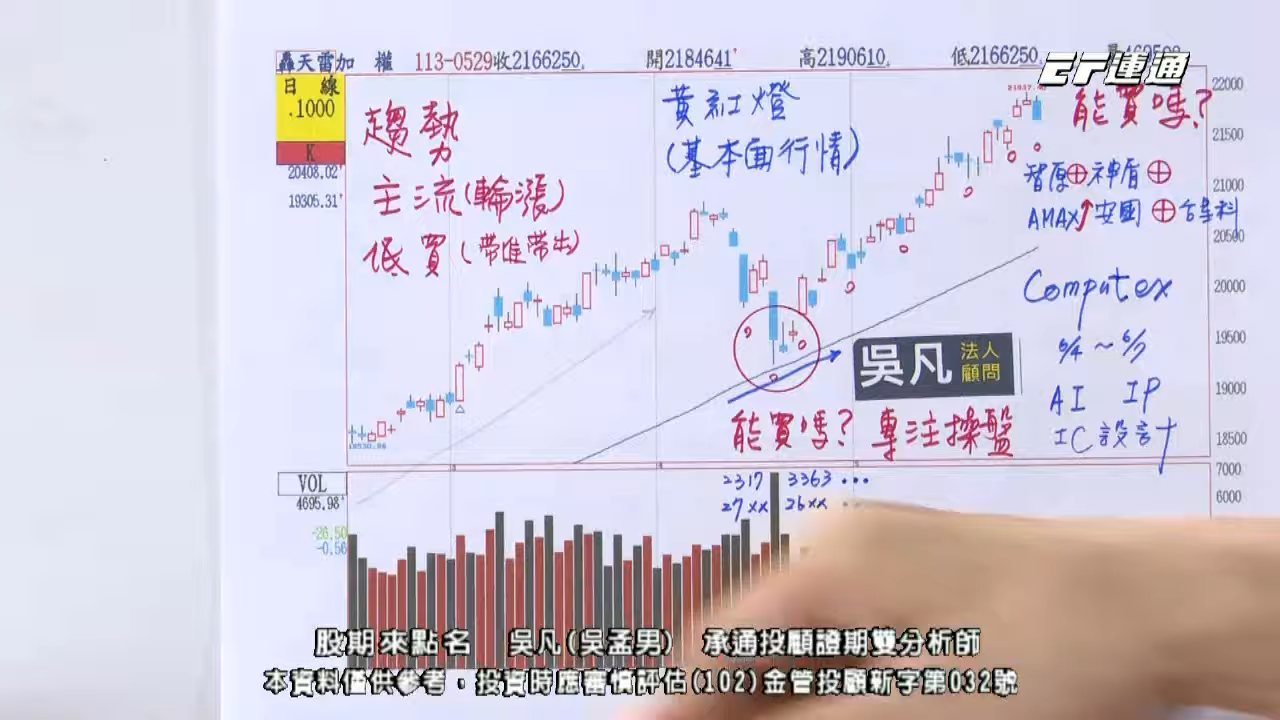 轟天雷加 權 113-0529收2166250. 開2184641' 高2190610. 低2166250.
EF連通
日 線
.1000
K
20408.02'
19305.31'
趨勢
主流(輪漲)
低買(帶進帶出)
黃紅燈
(基本面行情)
能買嗎?
智原⊕神盾⊕
AMAX↑安國⊕台星科
Computex
6/4～6/7
AI IP
IC設計
吳凡 法人顧問
能買嗎? 專注操盤
22000
21500
21000
20500
20000
19500
19000
18500
7000
6000
VOL
4695.98'
-26.50
-0.56
2317 3363...
27xx 26xx ...
股期來點名 吳凡(吳孟男) 承通投顧證期雙分析師
本資料僅供參考，投資時應審慎評估(102)金管投顧新字第032號